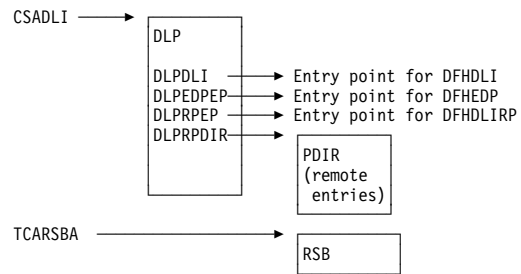 CSADLI
DLP
DLPDLI Entry point for DFHDLI
DLPEDPEP Entry point for DFHEDP
DLPRPEP Entry point for DFHDLIRP
DLPRPDIR
PDIR
(remote
entries)
TCARSBA
RSB